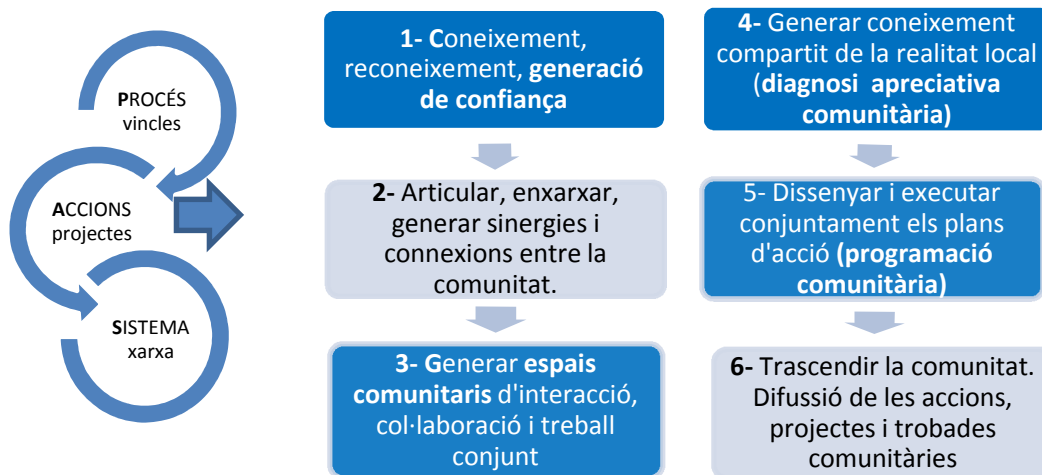 PROCÉS
vincles
ACCIONS
projectes
SISTEMA
xarxa
1- Coneixement,
reconeixement, generació
de confiança
2- Articular, enxarxar,
generar sinergies i
connexions entre la
comunitat.
3- Generar espais
comunitaris d'interacció,
col·laboració i treball
conjunt
4- Generar coneixement
compartit de la realitat local
(diagnosi apreciativa
comunitària)
5- Dissenyar i executar
conjuntament els plans
d'acció (programació
comunitària)
6- Trascendir la comunitat.
Difussió de les accions,
projectes i trobades
comunitàries